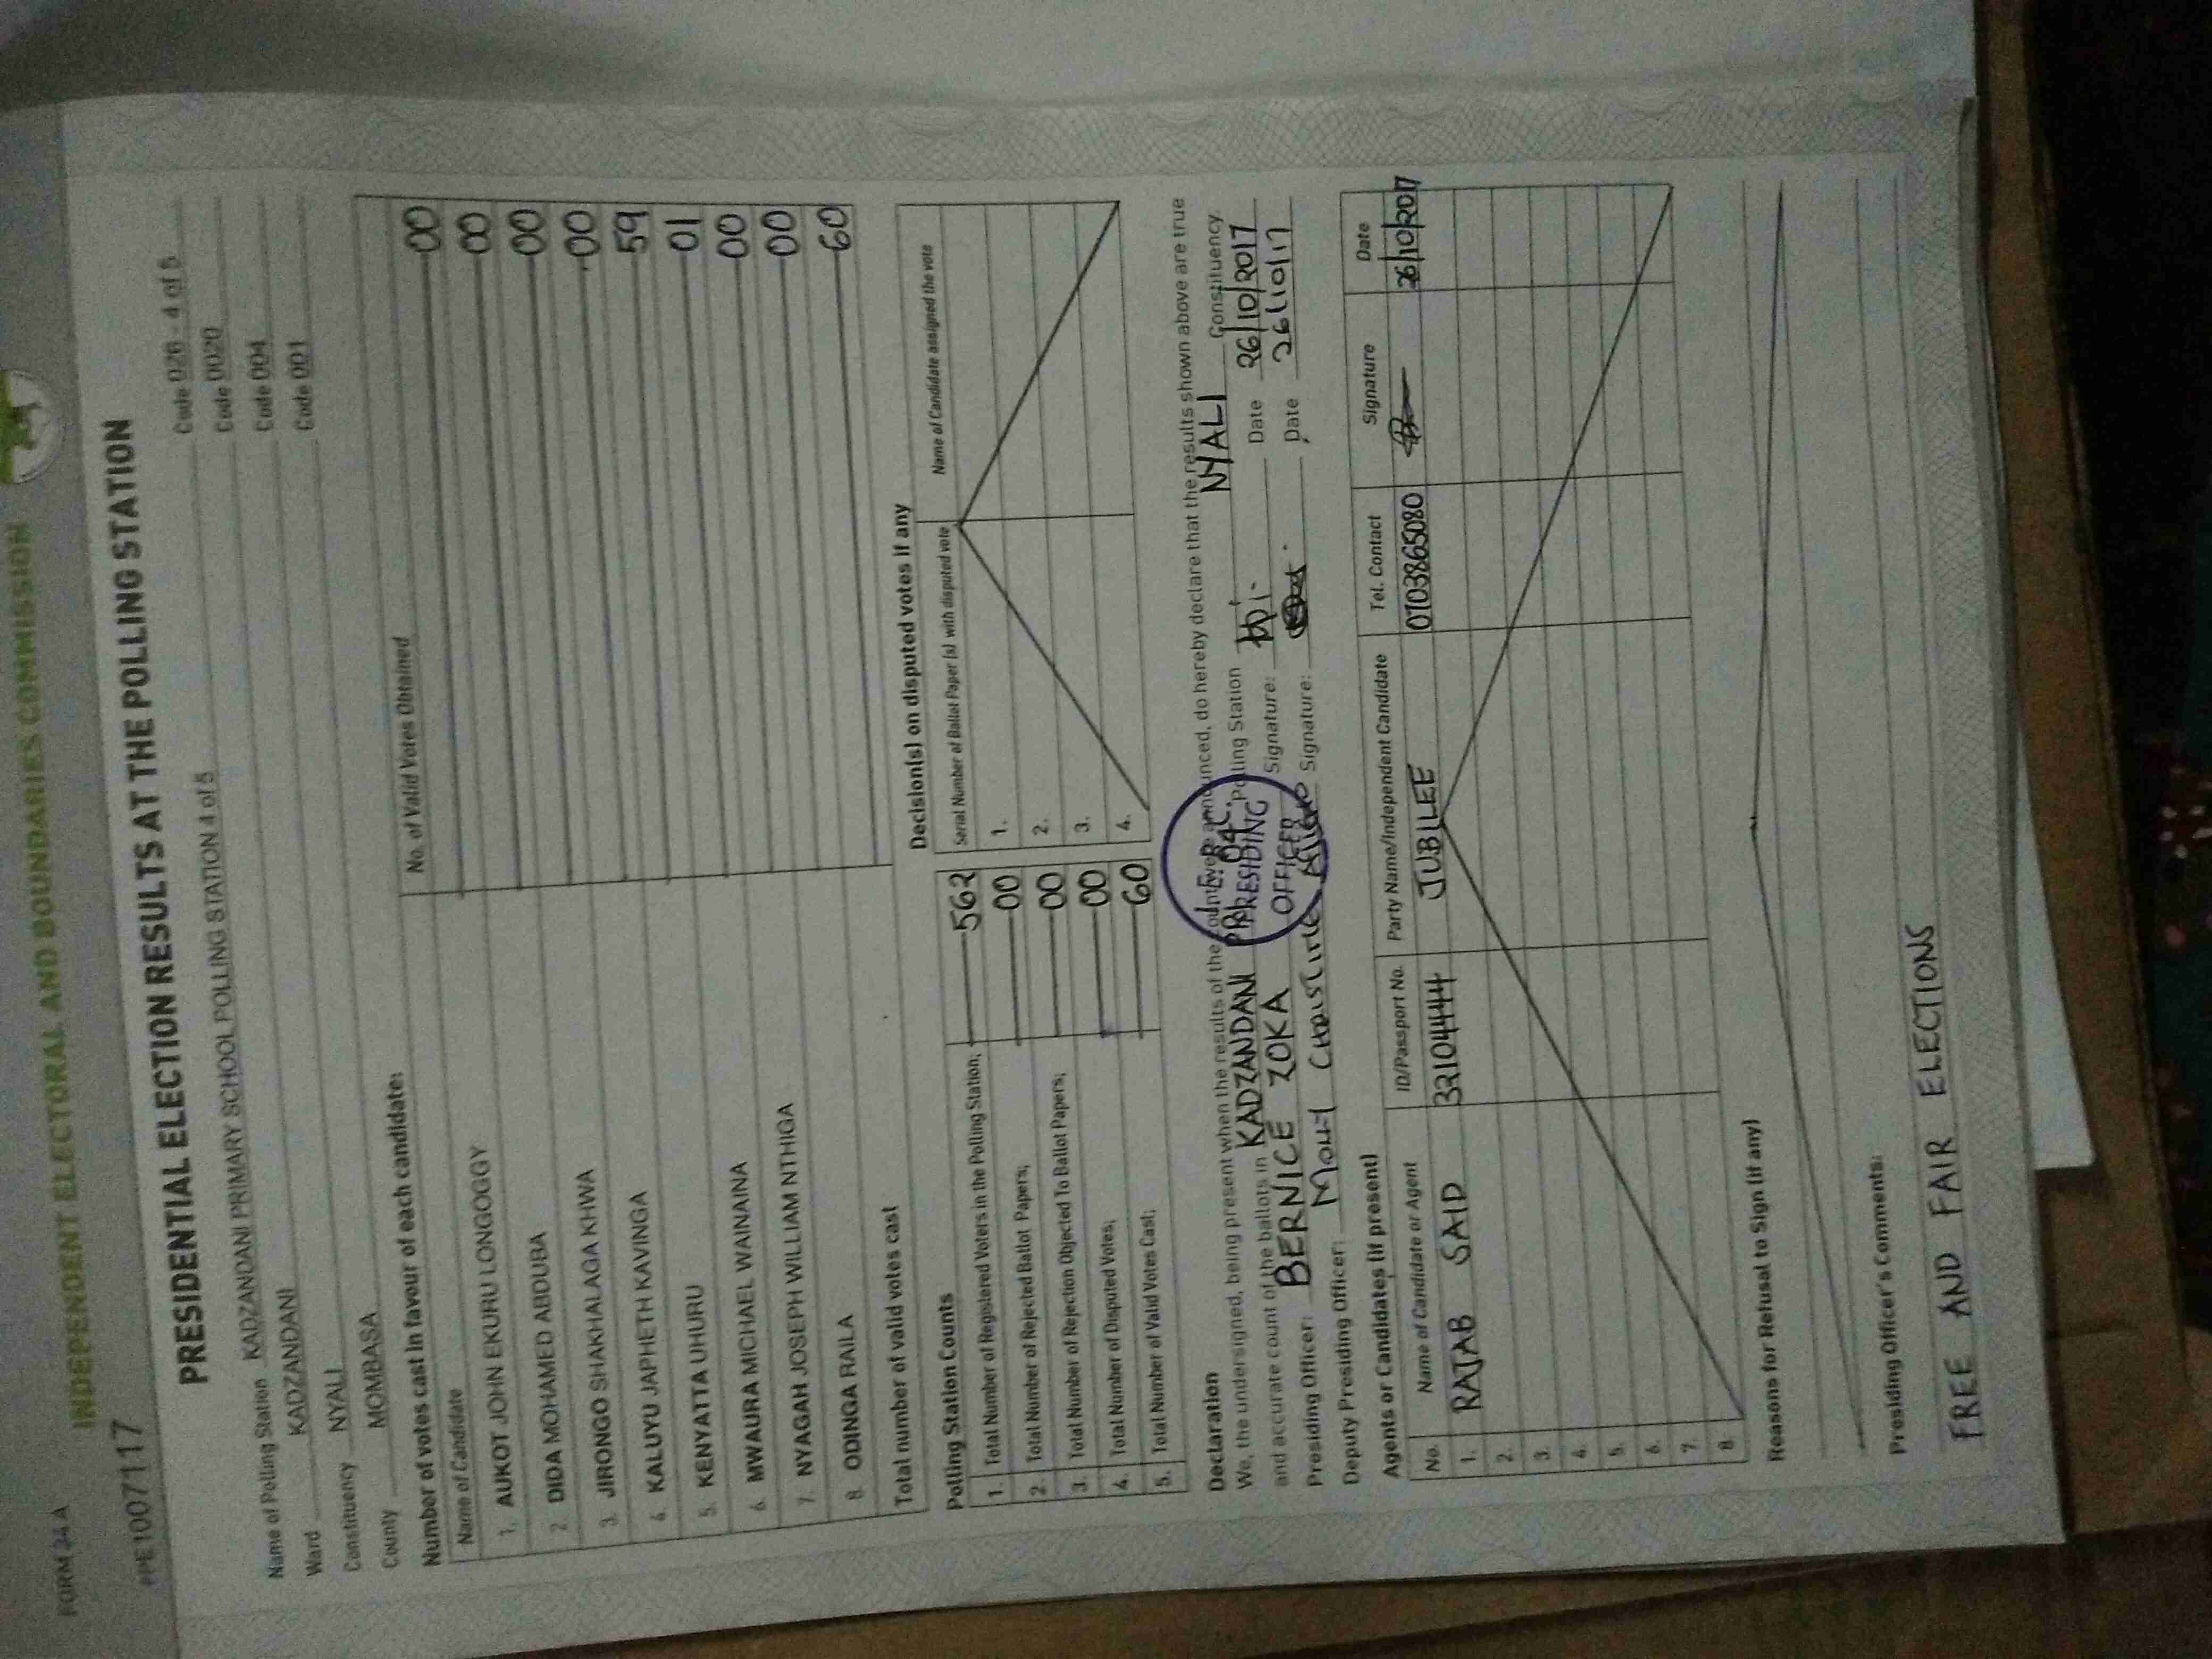 FORM 34 A
INDEPENDENT ELECTORAL AND BOUNDARIES COMMISSION
PRE1007117
PRESIDENTIAL ELECTION RESULTS AT THE POLLING STATION
Name of Polling Station KADZANDANI PRIMARY SCHOOL POLLING STATION 4 of 5 Code 026 - 4 of 5
Ward KADZANDANI Code 0020
Constituency NYALI Code 004
County MOMBASA Code 001
Number of votes cast in favour of each candidate:
Name of Candidate No. of Valid Votes Obtained
1. AUKOT JOHN EKURU LONGOGGY 00
2. DIDA MOHAMED ABDUBA 00
3. JIRONGO SHAKHALAGA KHWA 00
4. KALUYU JAPHETH KAVINGA 00
5. KENYATTA UHURU 59
6. MWAURA MICHAEL WAINAINA 01
7. NYAGAH JOSEPH WILLIAM NTHIGA 00
8. ODINGA RAILA 00
Total number of valid votes cast 60
Polling Station Counts
1. Total Number of Registered Voters in the Polling Station; 562
2. Total Number of Rejected Ballot Papers; 00
3. Total Number of Rejection Objected To Ballot Papers; 00
4. Total Number of Disputed Votes; 00
5. Total Number of Valid Votes Cast; 60
Decision(s) on disputed votes if any
Serial Number of Ballot Paper (s) with disputed vote Name of Candidate assigned the vote
1.
2.
3.
4.
Declaration
We, the undersigned, being present when the results of the count were announced, do hereby declare that the results shown above are true
and accurate count of the ballots in KADZANDANI PRI Polling Station NYALI Constituency.
Presiding Officer: BERNICE ZOKA Signature: Date 26/10/2017
Deputy Presiding Officer: Signature: Date 26/10/17
PRESIDING
OFFICER
Agents or Candidates (if present)
No. Name of Candidate or Agent ID/Passport No. Party Name/Independent Candidate Tel. Contact Signature Date
1. RAJAB SAID 32104444 JUBILEE 0703865080 26/10/2017
2.
3.
4.
5.
6.
7.
8.
Reasons for Refusal to Sign (if any)
Presiding Officer's Comments:
FREE AND FAIR ELECTIONS